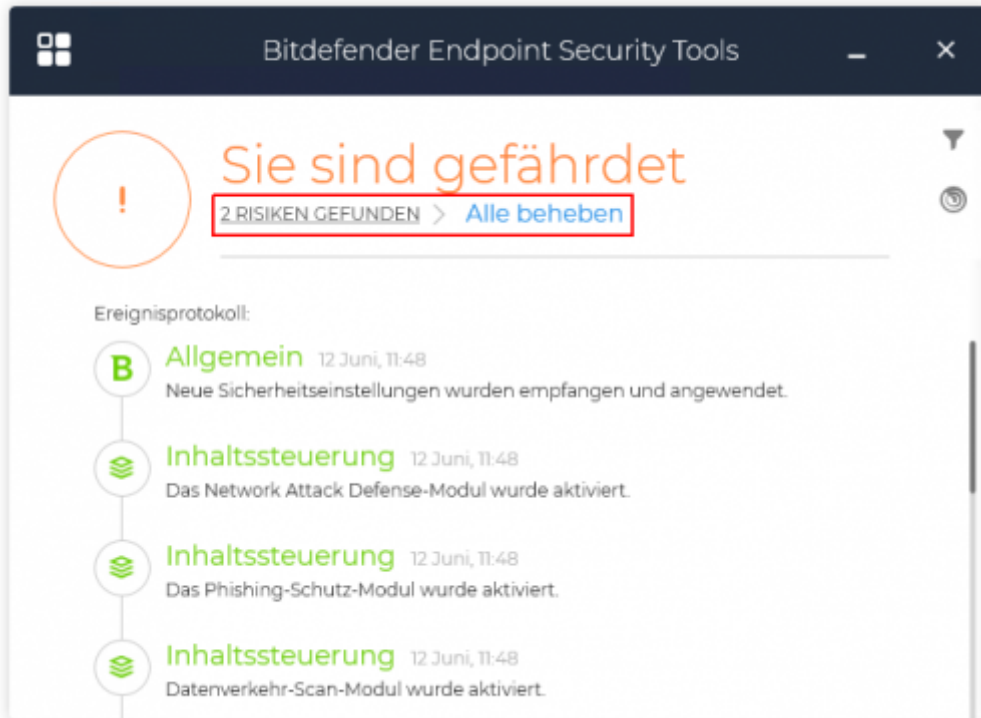 Bitdefender Endpoint Security Tools
Sie sind gefährdet
2 RISIKEN GEFUNDEN > Alle beheben
Ereignisprotokoll:
B Allgemein 12 Juni, 11:48
Neue Sicherheitseinstellungen wurden empfangen und angewendet.
Inhaltssteuerung 12 Juni, 11:48
Das Network Attack Defense-Modul wurde aktiviert.
Inhaltssteuerung 12 Juni, 11:48
Das Phishing-Schutz-Modul wurde aktiviert.
Inhaltssteuerung 12 Juni, 11:48
Datenverkehr-Scan-Modul wurde aktiviert.